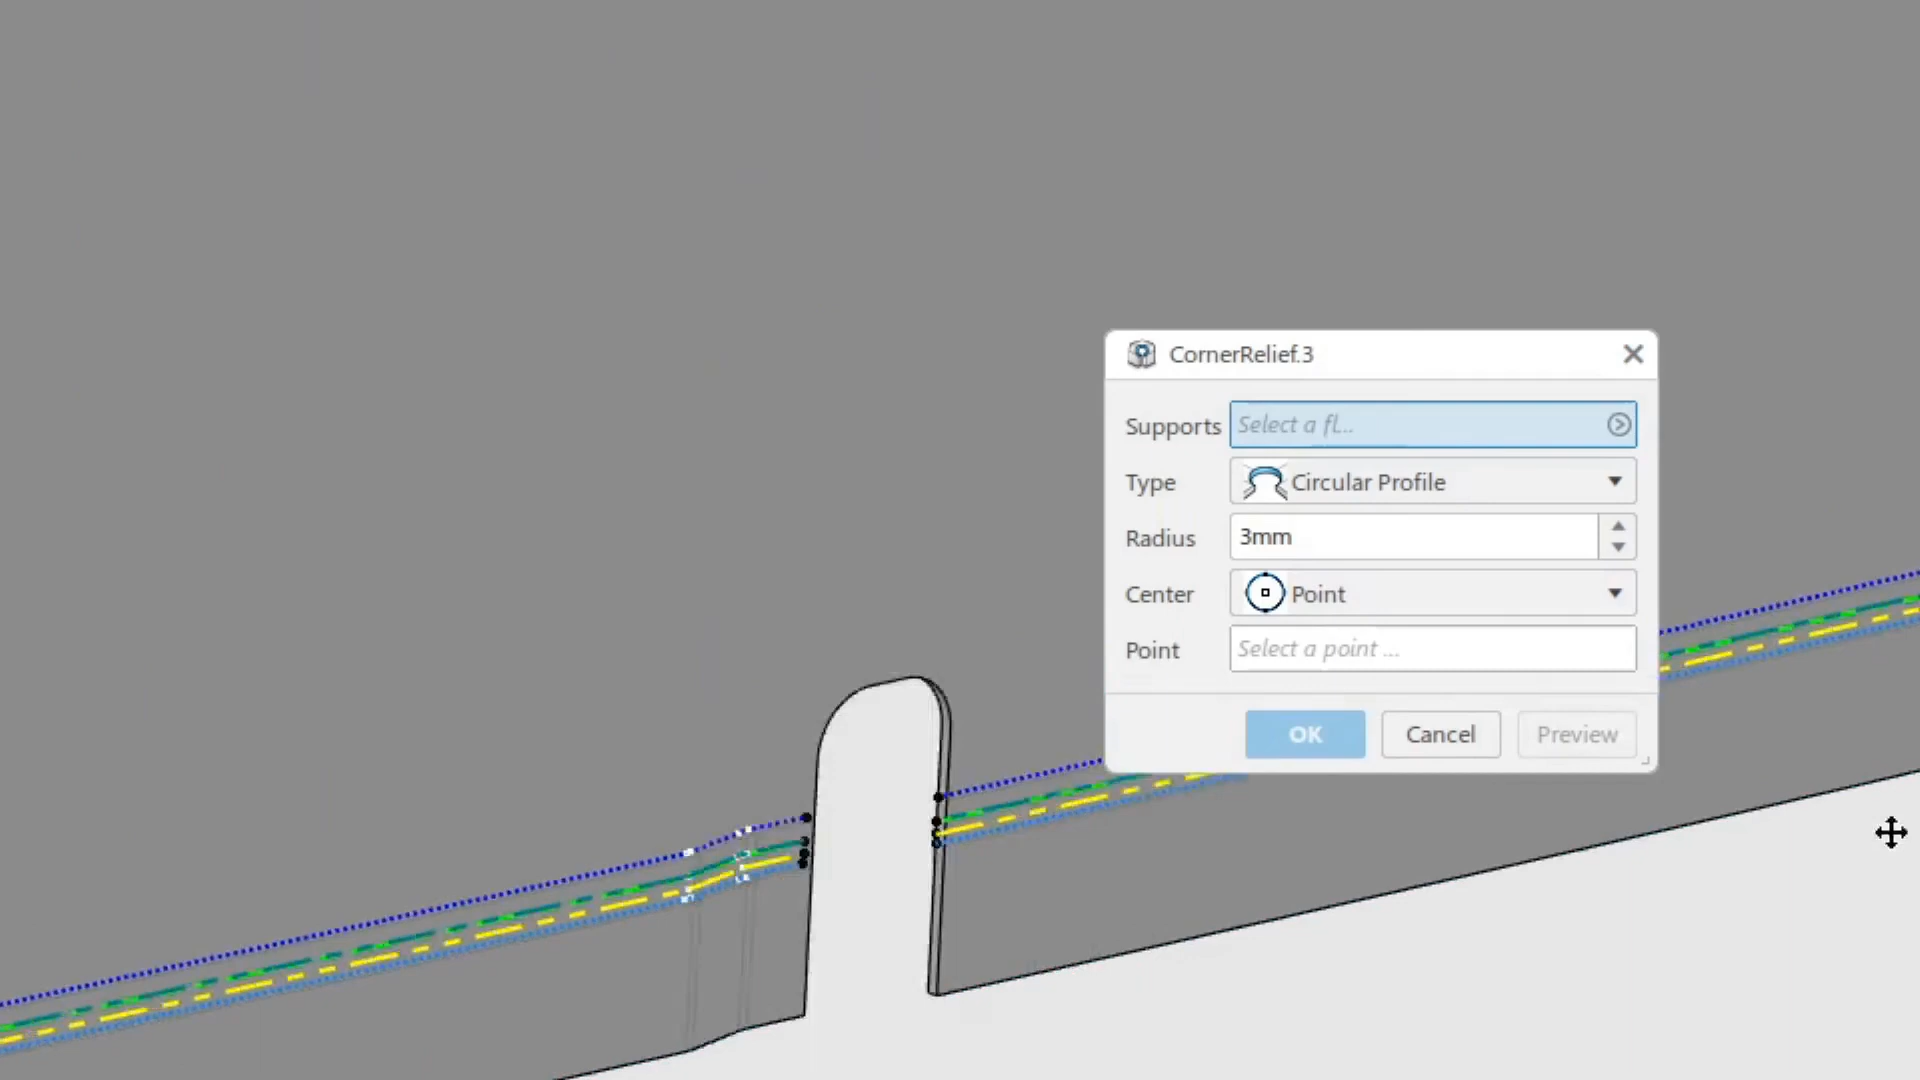 CornerRelief.3
Supports Select a fl...
Type Circular Profile
Radius 3mm
Center Point
Point Select a point ...
OK Cancel Preview